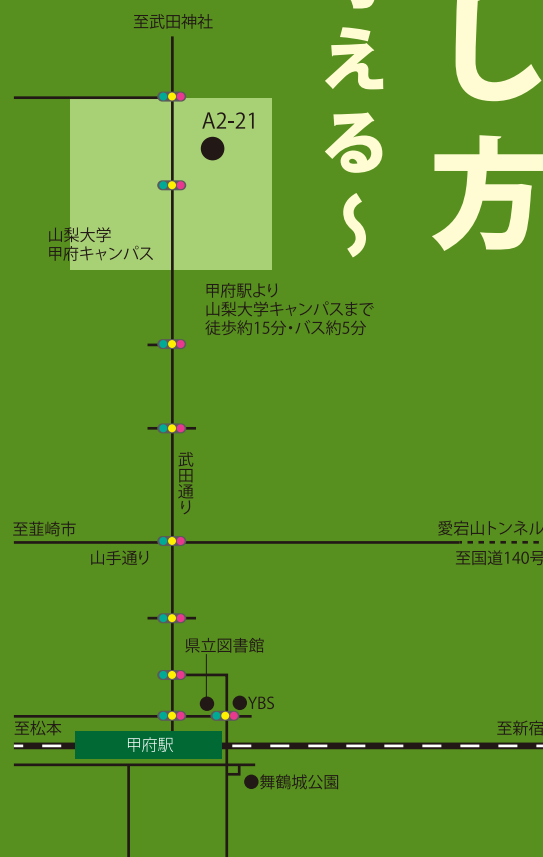 し方
える〜
至武田神社
A2-21
山梨大学
甲府キャンパス
甲府駅より
山梨大学キャンパスまで
徒歩約15分・バス約5分
武田通り
至韮崎市
愛宕山トンネル
山手通り
至国道140号
県立図書館
YBS
至松本
至新宿
甲府駅
舞鶴城公園